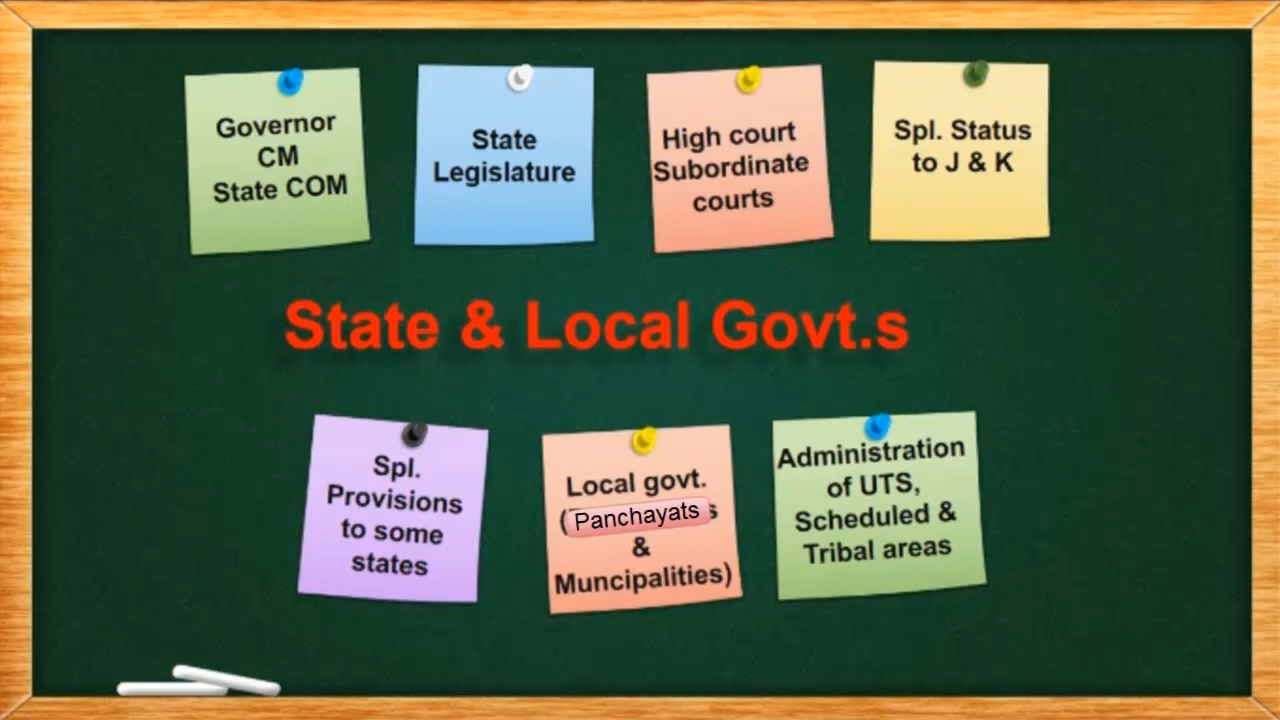 Governor
CM
State COM
State
Legislature
High court
Subordinate
courts
Spl. Status
to J & K
State & Local Govt.s
Spl.
Provisions
to some
states
Local govt.
(Panchayats
&
Muncipalities)
Administration
of UTS,
Scheduled &
Tribal areas